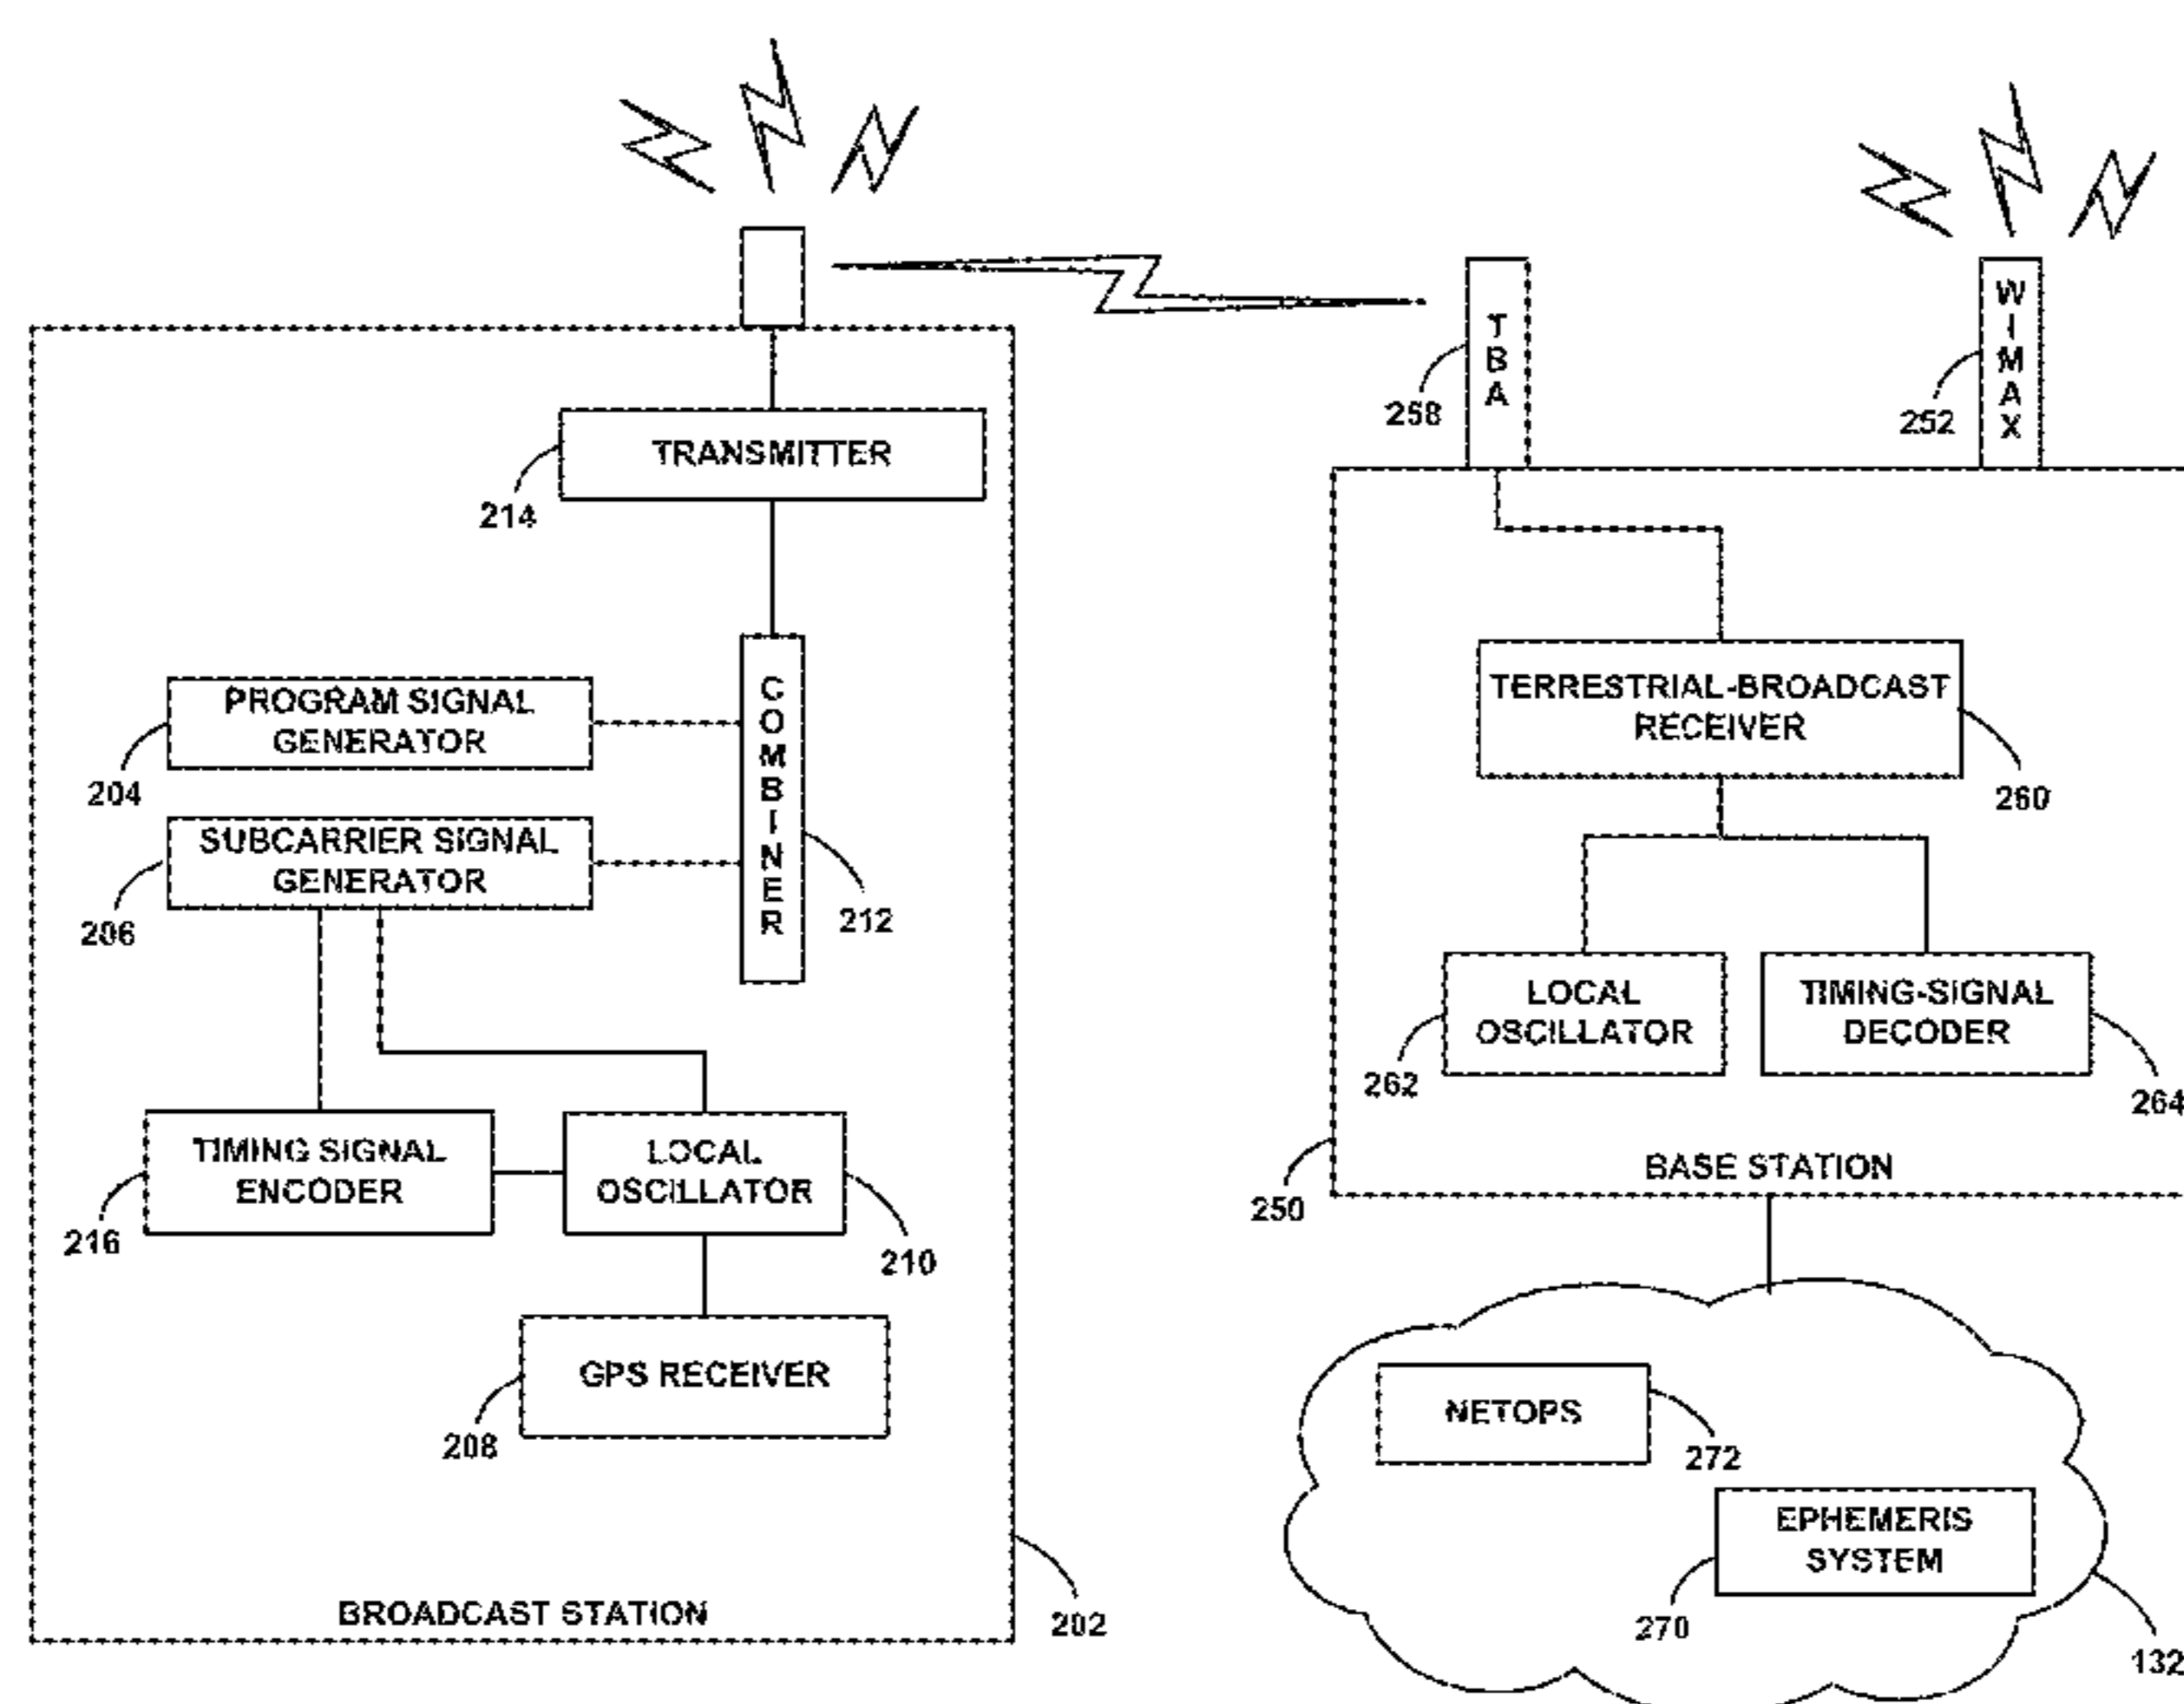 TRANSMITTER
214
PROGRAM SIGNAL
GENERATOR
204
SUBCARRIER SIGNAL
GENERATOR
206
COMBINER
212
TIMING SIGNAL
ENCODER
216
LOCAL
OSCILLATOR
210
GPS RECEIVER
208
BROADCAST STATION
202
TBA
258
WIMAX
252
TERRESTRIAL-BROADCAST
RECEIVER
260
LOCAL
OSCILLATOR
262
TIMING-SIGNAL
DECODER
264
BASE STATION
250
NETOPS
272
EPHEMERIS
SYSTEM
270
132